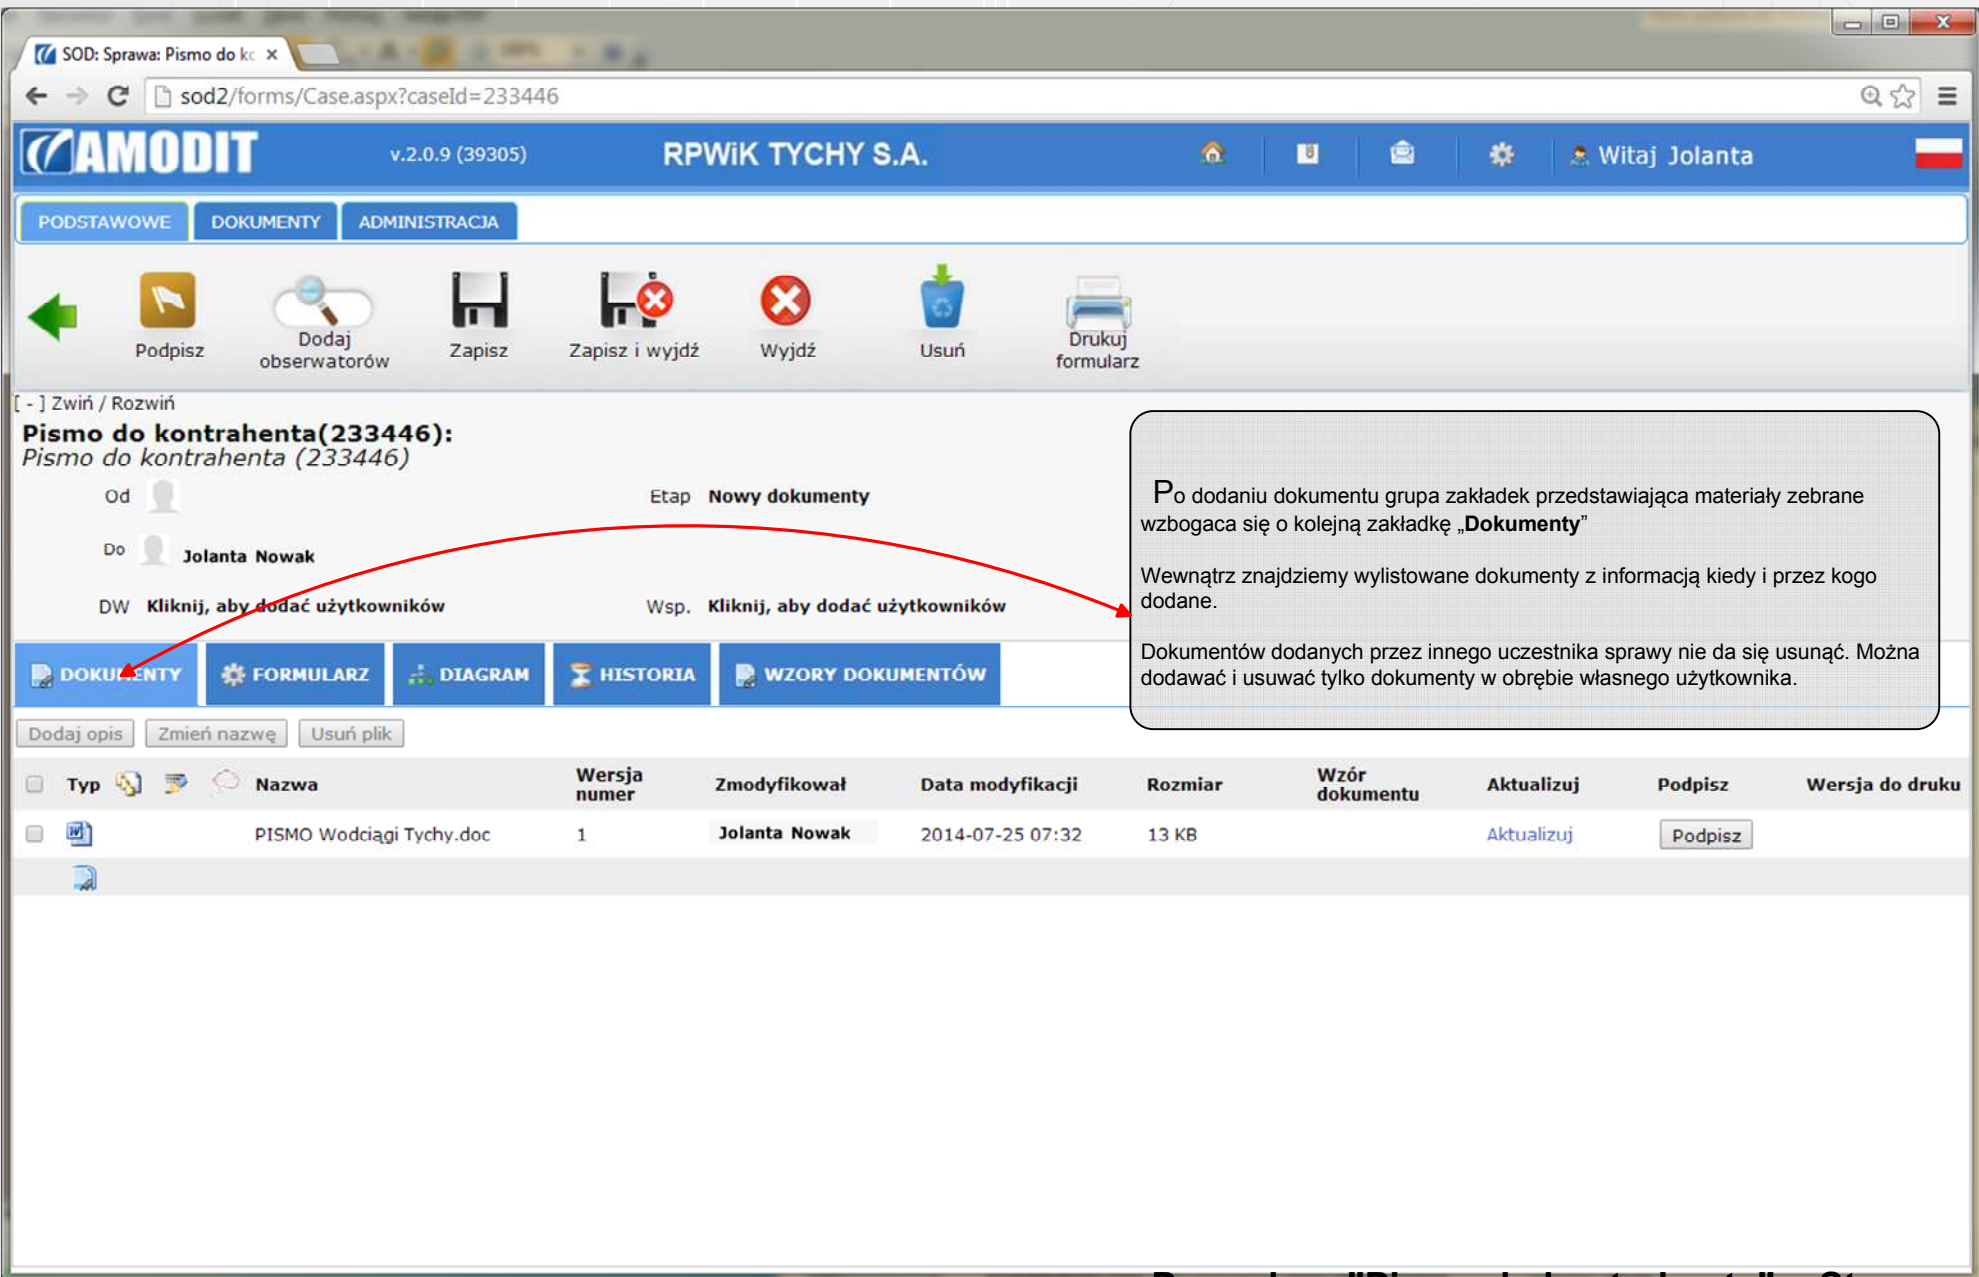 SOD: Sprawa: Pismo do kc
sod2/forms/Case.aspx?caseId=233446
AMODIT v.2.0.9 (39305) RPWiK TYCHY S.A. Witaj Jolanta
PODSTAWOWE DOKUMENTY ADMINISTRACJA
Podpisz Dodaj obserwatorów Zapisz Zapisz i wyjdź Wyjdź Usuń Drukuj formularz
[ - ] Zwiń / Rozwiń
Pismo do kontrahenta(233446):
Pismo do kontrahenta (233446)
Od Etap Nowy dokumenty
Do Jolanta Nowak
DW Kliknij, aby dodać użytkowników Wsp. Kliknij, aby dodać użytkowników
Po dodaniu dokumentu grupa zakładek przedstawiająca materiały zebrane
wzbogaca się o kolejną zakładkę „Dokumenty”
Wewnątrz znajdziemy wylistowane dokumenty z informacją kiedy i przez kogo
dodane.
Dokumentów dodanych przez innego uczestnika sprawy nie da się usunąć. Można
dodawać i usuwać tylko dokumenty w obrębie własnego użytkownika.
DOKUMENTY FORMULARZ DIAGRAM HISTORIA WZORY DOKUMENTÓW
Dodaj opis Zmień nazwę Usuń plik
Typ Nazwa Wersja numer Zmodyfikował Data modyfikacji Rozmiar Wzór dokumentu Aktualizuj Podpisz Wersja do druku
PISMO Wodciągi Tychy.doc 1 Jolanta Nowak 2014-07-25 07:32 13 KB Aktualizuj Podpisz